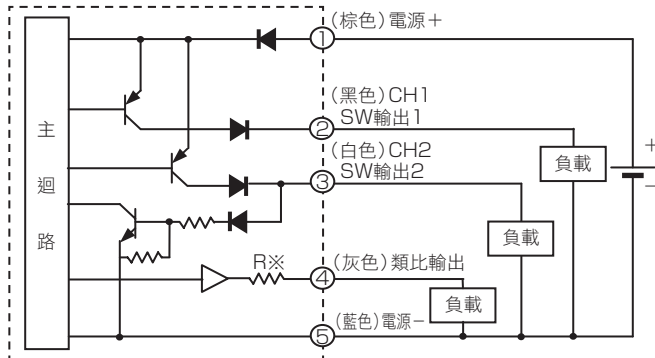 (棕色)電源+
①
(黑色)CH1
SW輸出1
②
(白色)CH2
SW輸出2
③
主
迴
路
負載
+
−
負載
R※
(灰色)類比輸出
④
負載
(藍色)電源−
⑤